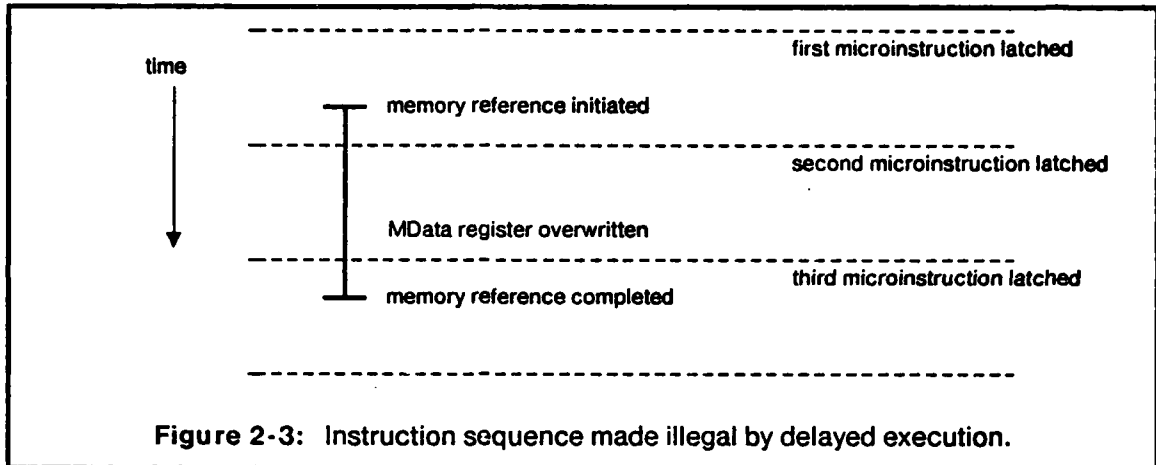 first microinstruction latched
time
memory reference initiated
second microinstruction latched
MData register overwritten
third microinstruction latched
memory reference completed
Figure 2-3: Instruction sequence made illegal by delayed execution.